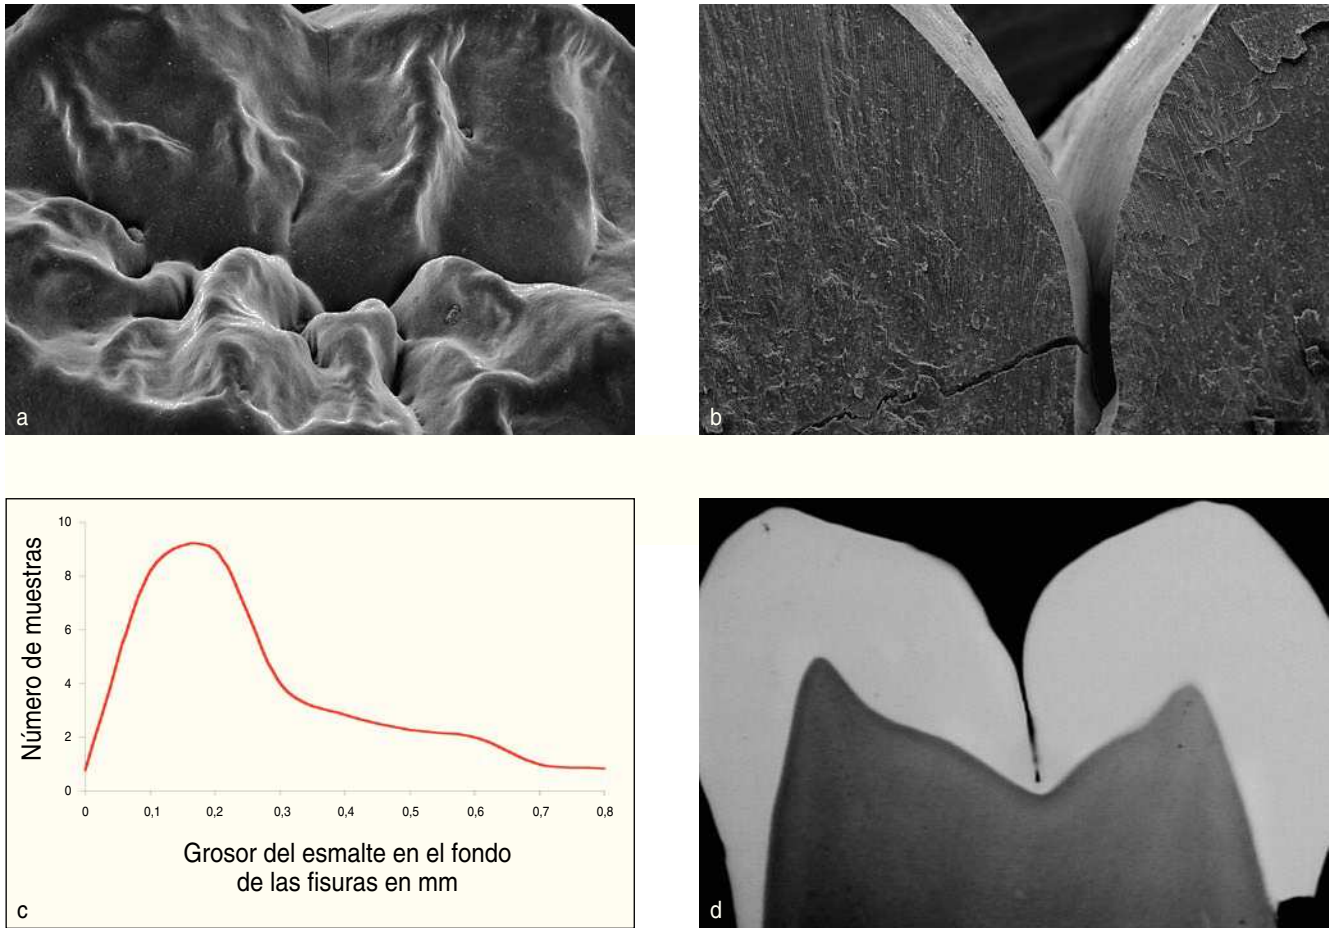 a
b
10
8
6
4
2
0
Número de muestras
0
0,1
0,2
0,3
0,4
0,5
0,6
0,7
0,8
Grosor del esmalte en el fondo
de las fisuras en mm
c
d